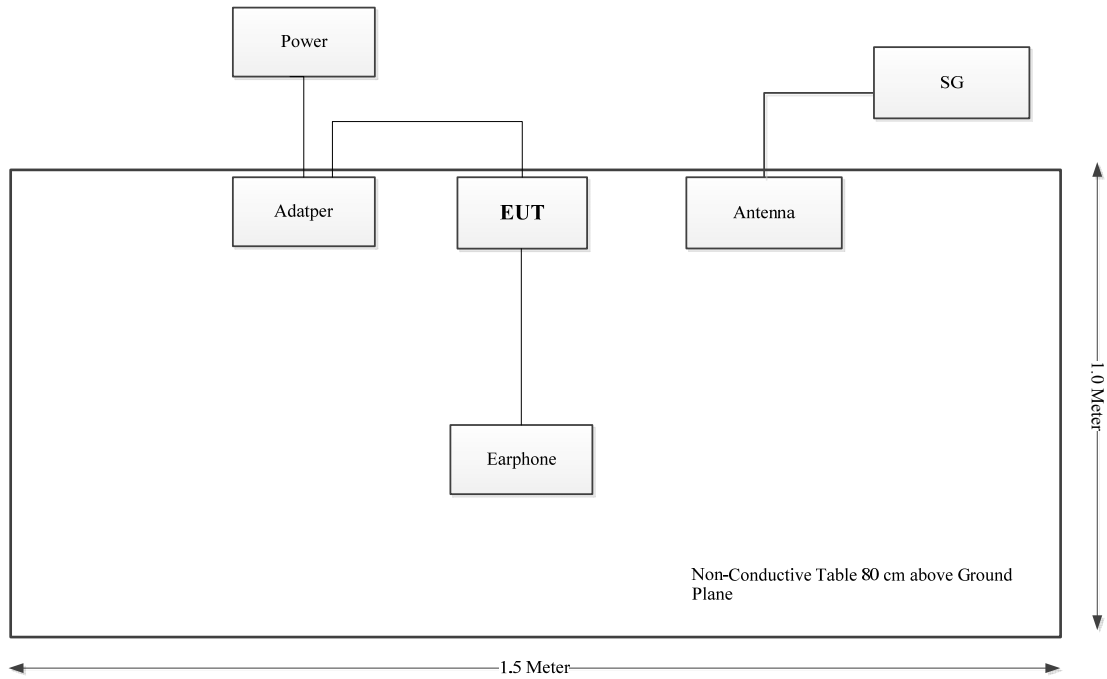 Power
SG
Adatper
EUT
Antenna
1.0 Meter
Earphone
Non-Conductive Table 80 cm above Ground
Plane
1.5 Meter